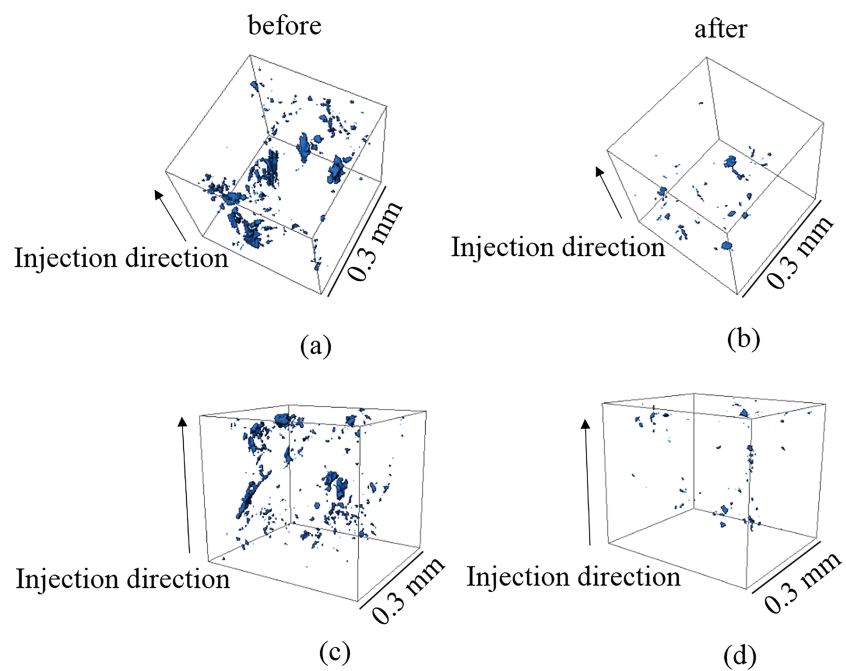 before
after
Injection direction
0.3 mm
Injection direction
0.3 mm
(a)
(b)
Injection direction
0.3 mm
Injection direction
0.3 mm
(c)
(d)